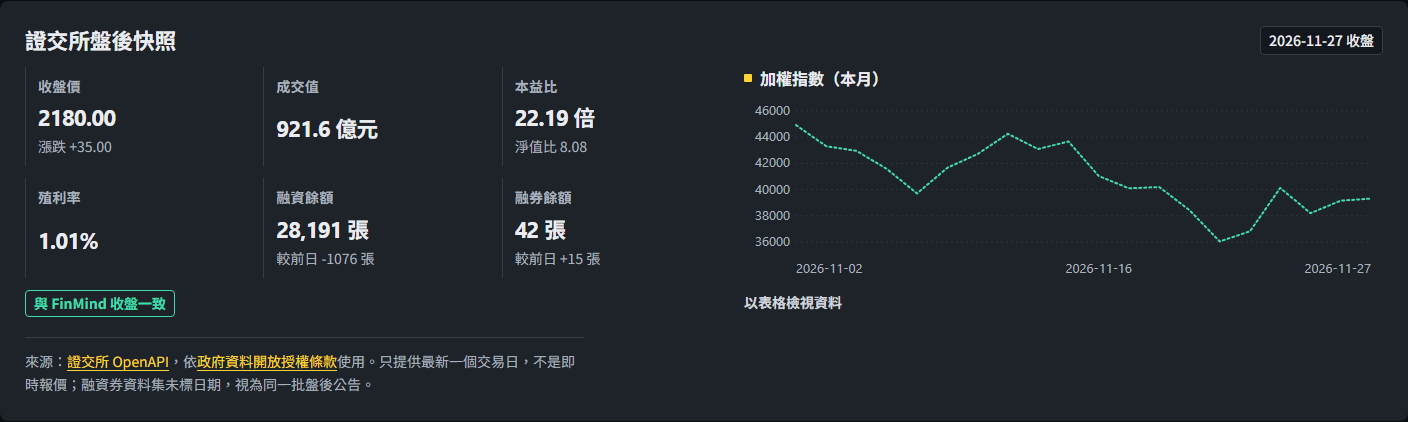 證交所盤後快照
2026-11-27 收盤
收盤價
2180.00
漲跌 +35.00
成交值
921.6 億元
本益比
22.19 倍
淨值比 8.08
殖利率
1.01%
融資餘額
28,191 張
較前日 -1076 張
融券餘額
42 張
較前日 +15 張
與 FinMind 收盤一致
來源：證交所 OpenAPI，依政府資料開放授權條款使用。只提供最新一個交易日，不是即
時報價；融資券資料集未標日期，視為同一批盤後公告。
加權指數（本月）
46000
44000
42000
40000
38000
36000
2026-11-02
2026-11-16
2026-11-27
以表格檢視資料